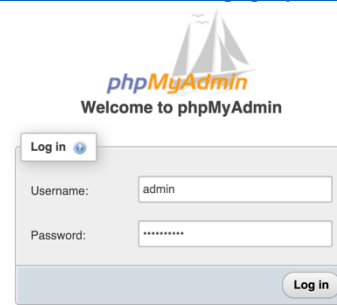 phpMyAdmin
Welcome to phpMyAdmin
Log in
Username: admin
Password: ••••••••••
Log in